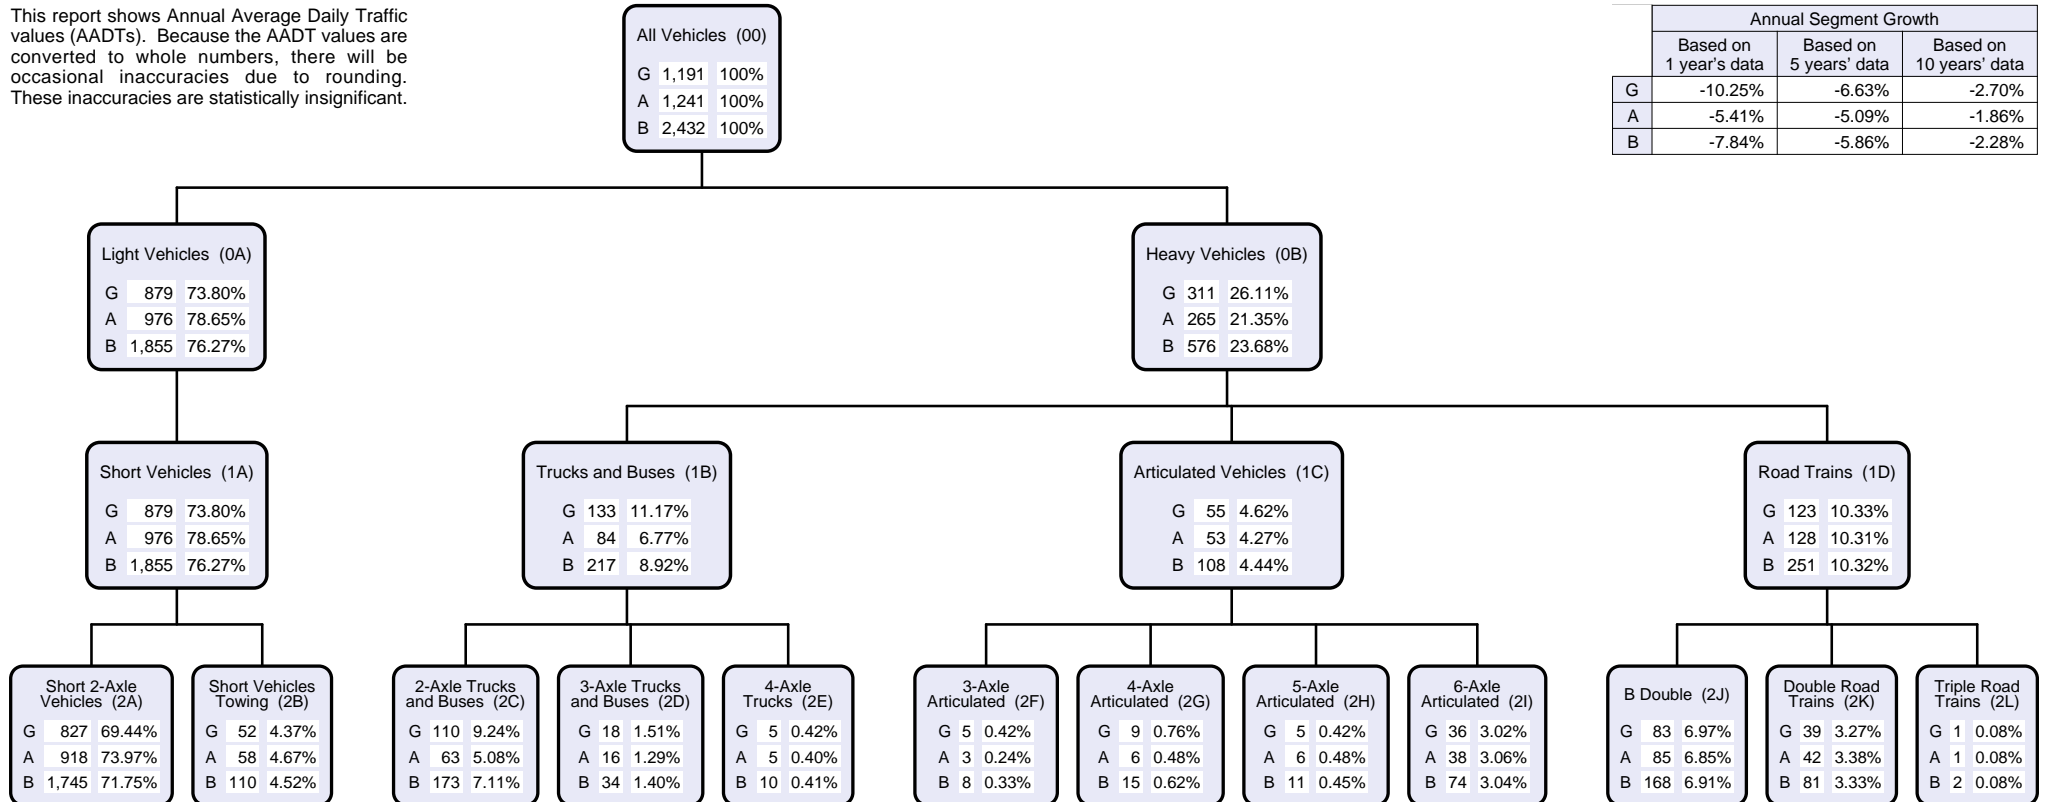 This report shows Annual Average Daily Traffic
values (AADTs). Because the AADT values are
converted to whole numbers, there will be
occasional inaccuracies due to rounding.
These inaccuracies are statistically insignificant.
All Vehicles (00)
G 1,191 100%
A 1,241 100%
B 2,432 100%
Annual Segment Growth
Based on 1 year's data Based on 5 years' data Based on 10 years' data
G -10.25% -6.63% -2.70%
A -5.41% -5.09% -1.86%
B -7.84% -5.86% -2.28%
Light Vehicles (0A)
G 879 73.80%
A 976 78.65%
B 1,855 76.27%
Heavy Vehicles (0B)
G 311 26.11%
A 265 21.35%
B 576 23.68%
Short Vehicles (1A)
G 879 73.80%
A 976 78.65%
B 1,855 76.27%
Trucks and Buses (1B)
G 133 11.17%
A 84 6.77%
B 217 8.92%
Articulated Vehicles (1C)
G 55 4.62%
A 53 4.27%
B 108 4.44%
Road Trains (1D)
G 123 10.33%
A 128 10.31%
B 251 10.32%
Short 2-Axle
Vehicles (2A)
G 827 69.44%
A 918 73.97%
B 1,745 71.75%
Short Vehicles
Towing (2B)
G 52 4.37%
A 58 4.67%
B 110 4.52%
2-Axle Trucks
and Buses (2C)
G 110 9.24%
A 63 5.08%
B 173 7.11%
3-Axle Trucks
and Buses (2D)
G 18 1.51%
A 16 1.29%
B 34 1.40%
4-Axle
Trucks (2E)
G 5 0.42%
A 5 0.40%
B 10 0.41%
3-Axle
Articulated (2F)
G 5 0.42%
A 3 0.24%
B 8 0.33%
4-Axle
Articulated (2G)
G 9 0.76%
A 6 0.48%
B 15 0.62%
5-Axle
Articulated (2H)
G 5 0.42%
A 6 0.48%
B 11 0.45%
6-Axle
Articulated (2I)
G 36 3.02%
A 38 3.06%
B 74 3.04%
B Double (2J)
G 83 6.97%
A 85 6.85%
B 168 6.91%
Double Road
Trains (2K)
G 39 3.27%
A 42 3.38%
B 81 3.33%
Triple Road
Trains (2L)
G 1 0.08%
A 1 0.08%
B 2 0.08%